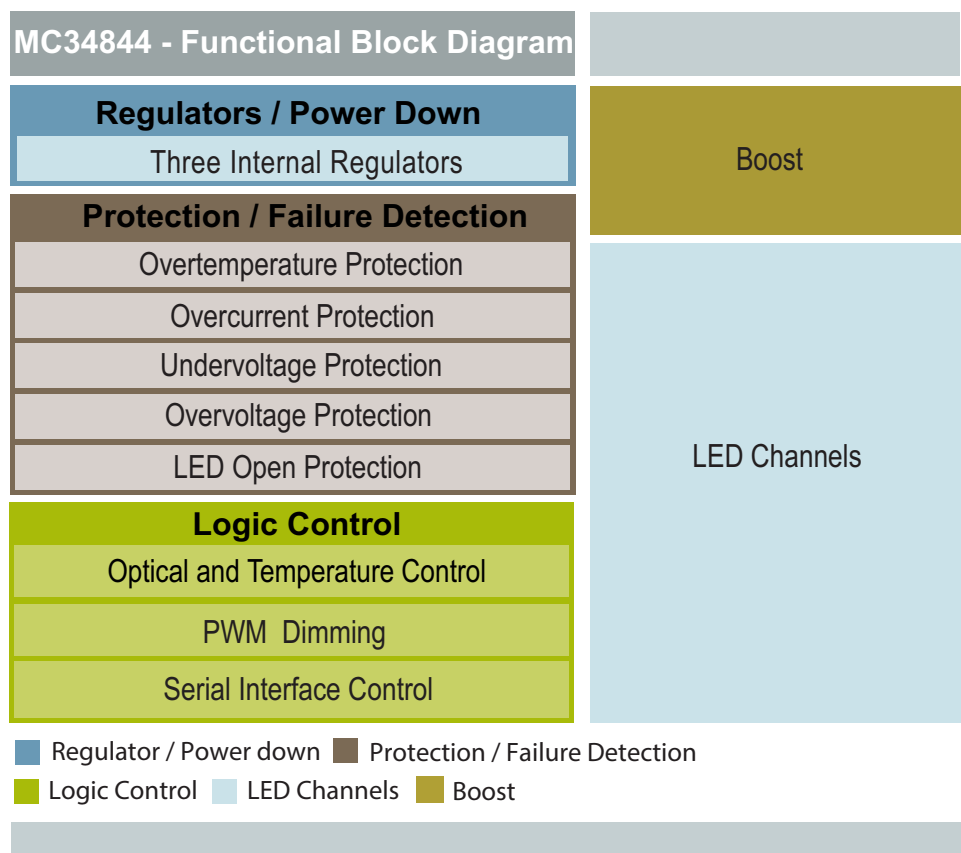 MC34844 - Functional Block Diagram
Regulators / Power Down
Three Internal Regulators
Protection / Failure Detection
Overtemperature Protection
Overcurrent Protection
Undervoltage Protection
Overvoltage Protection
LED Open Protection
Logic Control
Optical and Temperature Control
PWM Dimming
Serial Interface Control
Boost
LED Channels
Regulator / Power down Protection / Failure Detection
Logic Control LED Channels Boost